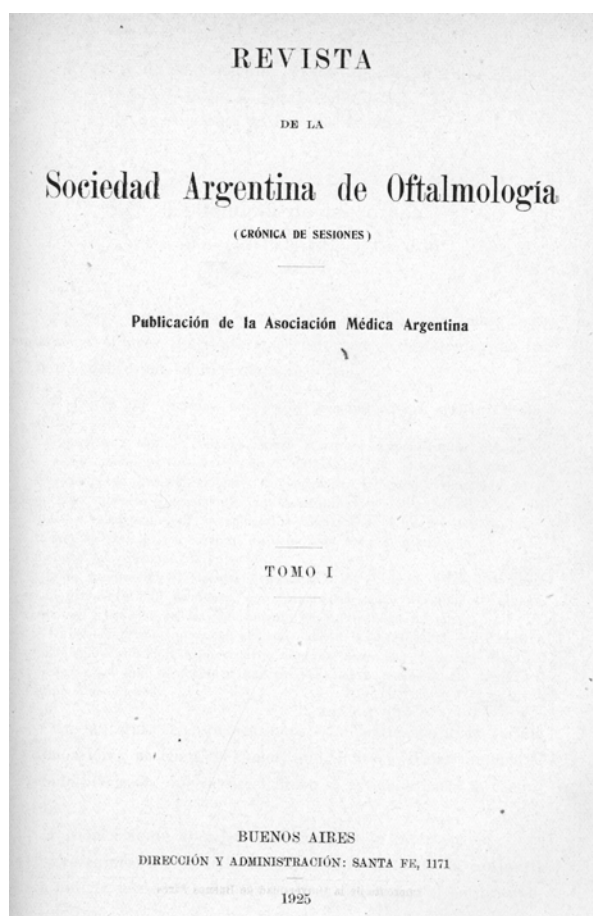 REVISTA
DE LA
Sociedad Argentina de Oftalmología
(CRÓNICA DE SESIONES)
Publicación de la Asociación Médica Argentina
TOMO I
BUENOS AIRES
DIRECCIÓN Y ADMINISTRACIÓN: SANTA FE, 1171
1925